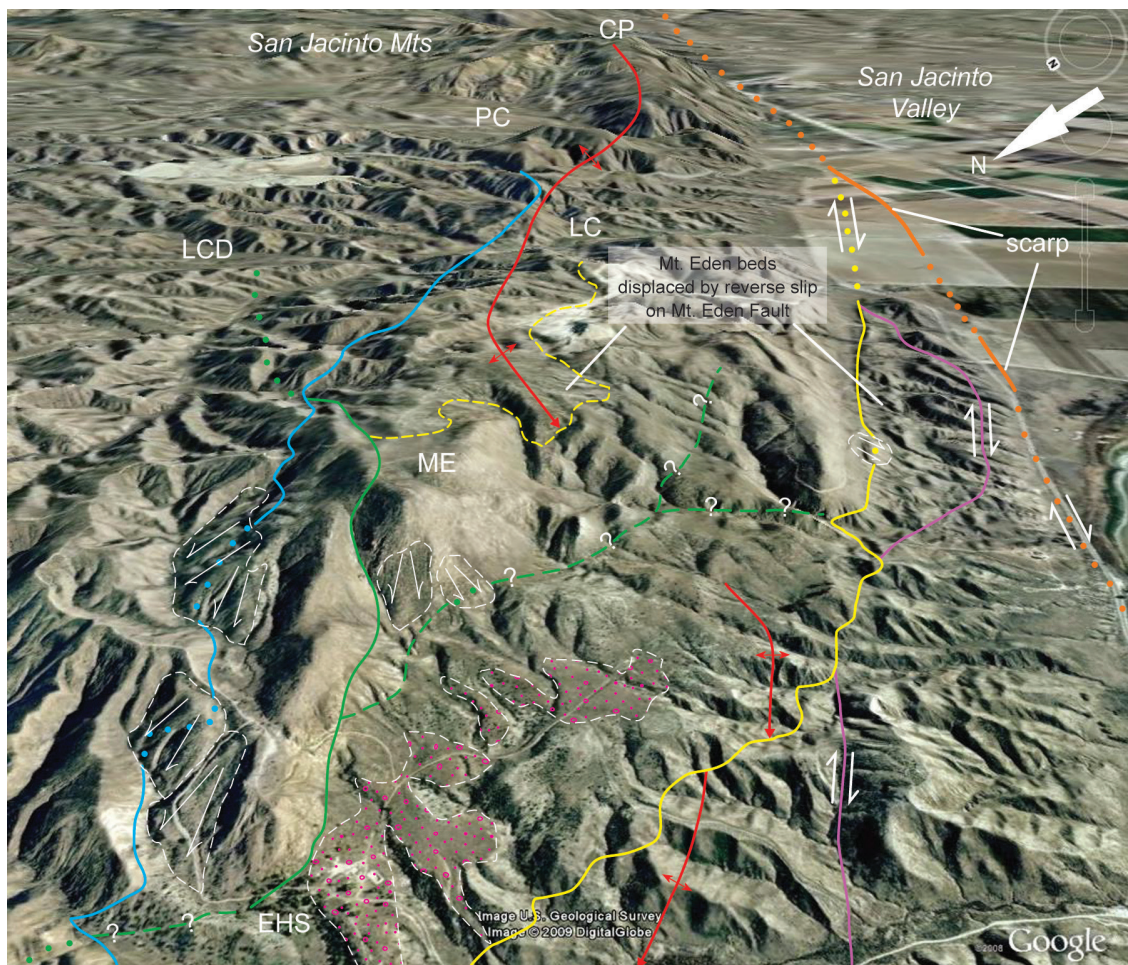 CP
San Jacinto Mts
San Jacinto
Valley
N
PC
N
LCD
LC
scarp
Mt. Eden beds
displaced by reverse slip
on Mt. Eden Fault
?
ME
? ?
?
?
?
?
EHS
Image U.S. Geological Survey
Image © 2009 DigitalGlobe
©2008 Google